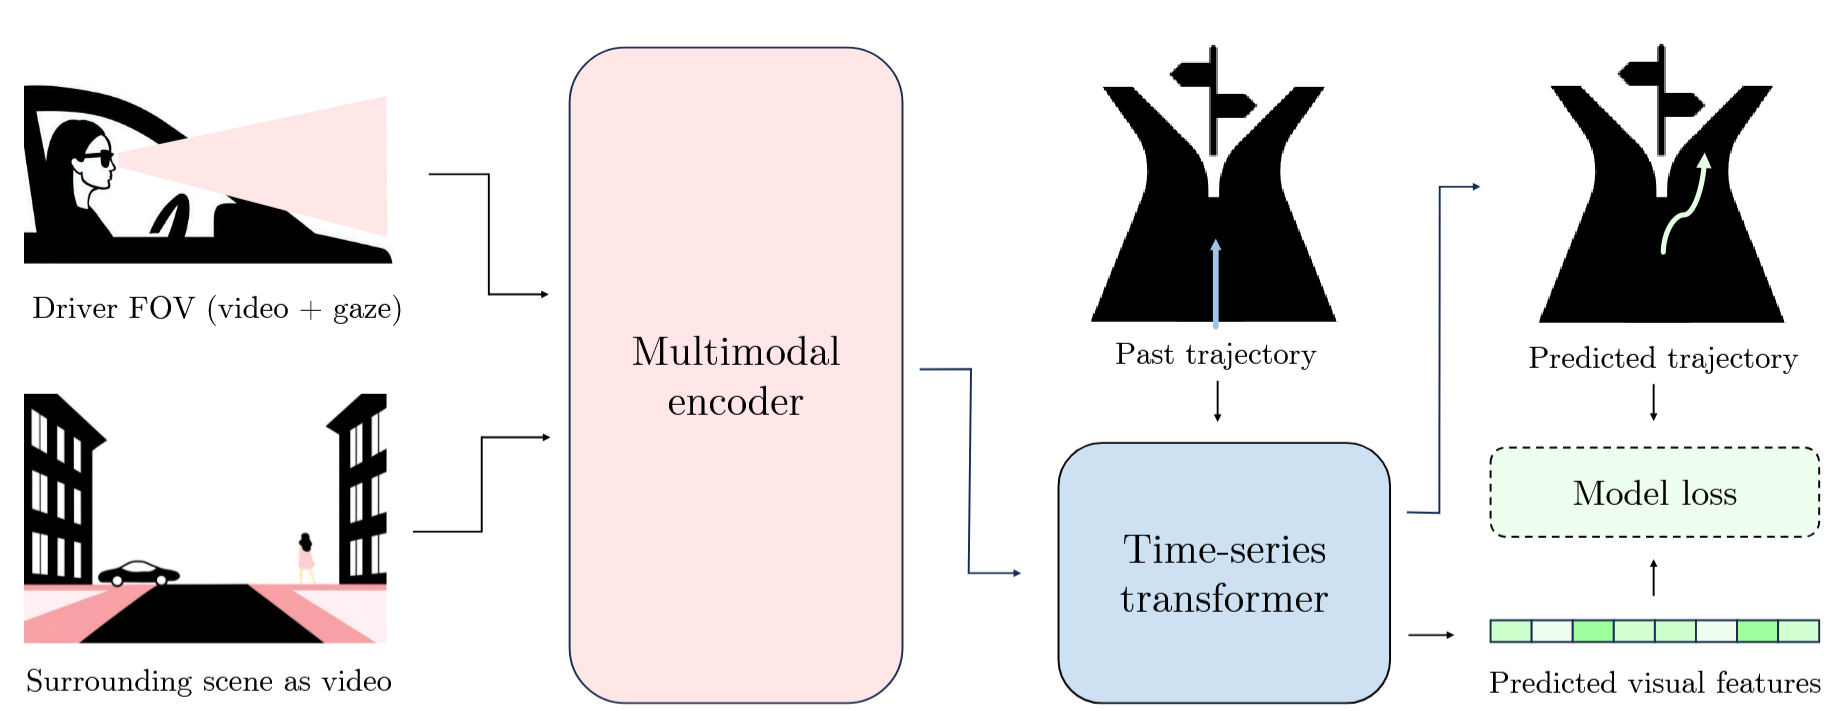 Driver FOV (video + gaze)
Surrounding scene as video
Multimodal
encoder
Past trajectory
Time-series
transformer
Predicted trajectory
Model loss
Predicted visual features